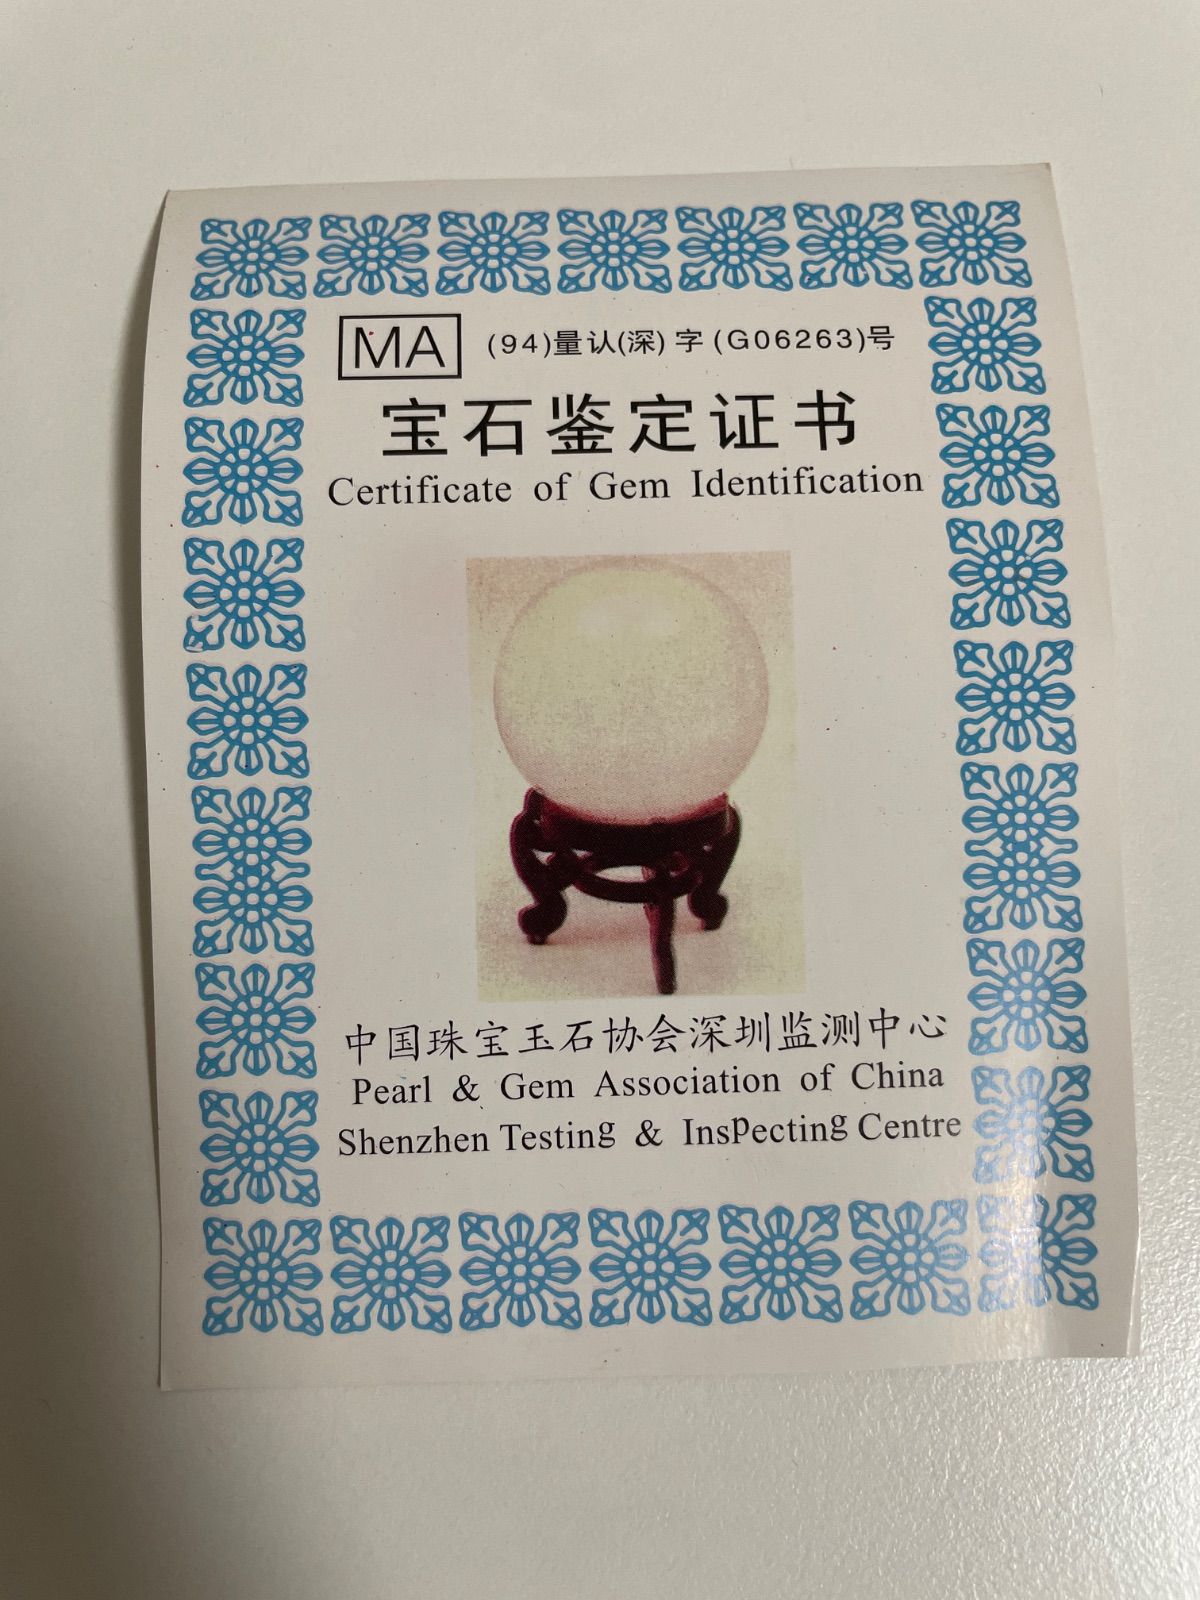 MA (94)量认(深)字(G06263)号
宝石鉴定证书
Certificate of Gem Identification
中国珠宝玉石协会深圳监测中心
Pearl & Gem Association of China
Shenzhen Testing & Inspecting Centre